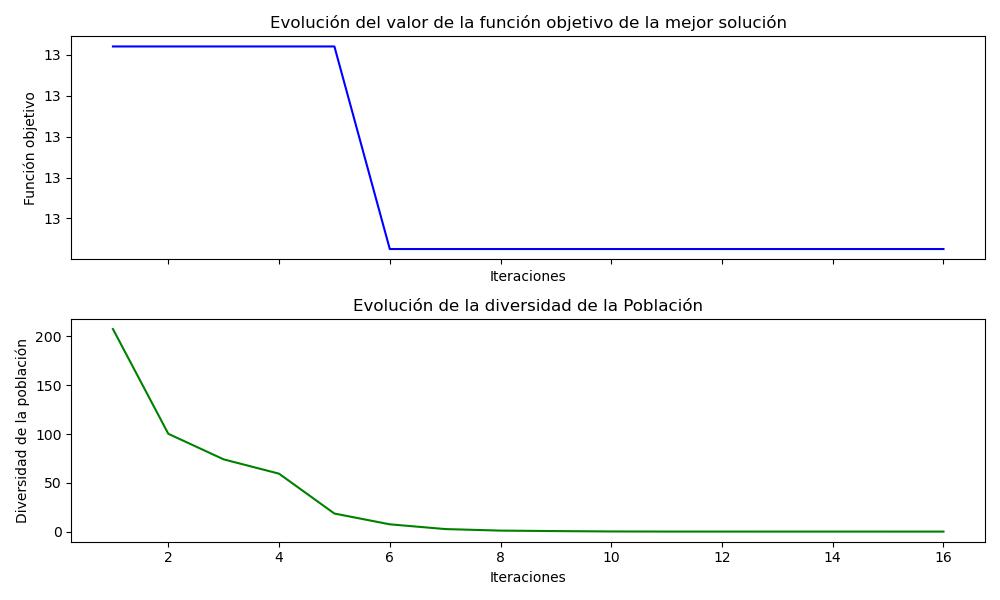 Evolución del valor de la función objetivo de la mejor solución
13
13
13
13
13
Función objetivo
Iteraciones
Evolución de la diversidad de la Población
200
150
100
50
0
Diversidad de la población
2 4 6 8 10 12 14 16
Iteraciones